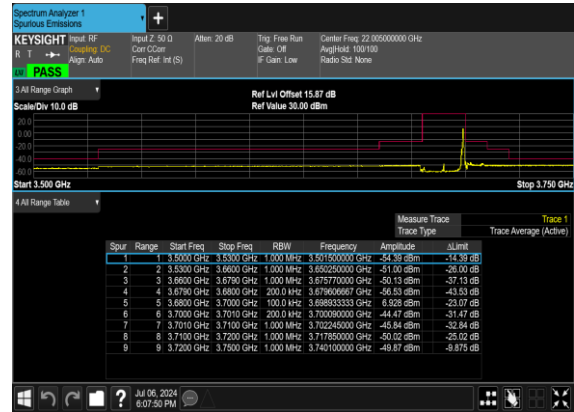 Spectrum Analyzer 1
Spurious Emissions
+
KEYSIGHT Input: RF Input Z: 50 Ω Atten: 20 dB Trig: Free Run Center Freq: 22.005000000 GHz
R T Coupling: DC Corr CCorr Gate: Off Avg|Hold: 100/100
Align: Auto Freq Ref: Int (S) IF Gain: Low Radio Std: None
PASS
3 All Range Graph
Ref Lvl Offset 15.87 dB
Scale/Div 10.0 dB Ref Value 30.00 dBm
20.0
0.00
-20.0
-40.0
-60.0
Start 3.500 GHz Stop 3.750 GHz
4 All Range Table
Measure Trace Trace 1
Trace Type Trace Average (Active)
Spur Range Start Freq Stop Freq RBW Frequency Amplitude ΔLimit
1 1 3.5000 GHz 3.5300 GHz 1.000 MHz 3.501500000 GHz -54.39 dBm -14.39 dB
2 2 3.5300 GHz 3.6600 GHz 1.000 MHz 3.650250000 GHz -51.00 dBm -26.00 dB
3 3 3.6600 GHz 3.6790 GHz 1.000 MHz 3.675770000 GHz -50.13 dBm -37.13 dB
4 4 3.6790 GHz 3.6800 GHz 200.0 kHz 3.679606667 GHz -56.53 dBm -43.53 dB
5 5 3.6800 GHz 3.7000 GHz 100.0 kHz 3.698933333 GHz 6.928 dBm -23.07 dB
6 6 3.7000 GHz 3.7010 GHz 200.0 kHz 3.700090000 GHz -44.47 dBm -31.47 dB
7 7 3.7010 GHz 3.7100 GHz 1.000 MHz 3.702245000 GHz -45.84 dBm -32.84 dB
8 8 3.7100 GHz 3.7200 GHz 1.000 MHz 3.717850000 GHz -50.02 dBm -25.02 dB
9 9 3.7200 GHz 3.7500 GHz 1.000 MHz 3.740100000 GHz -49.87 dBm -9.875 dB
? Jul 06, 2024
6:07:50 PM